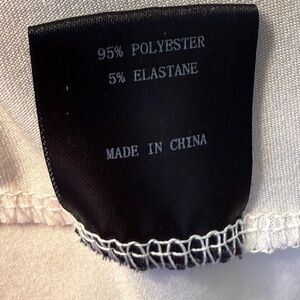 95% POLYESTER
5% ELASTANE
MADE IN CHINA